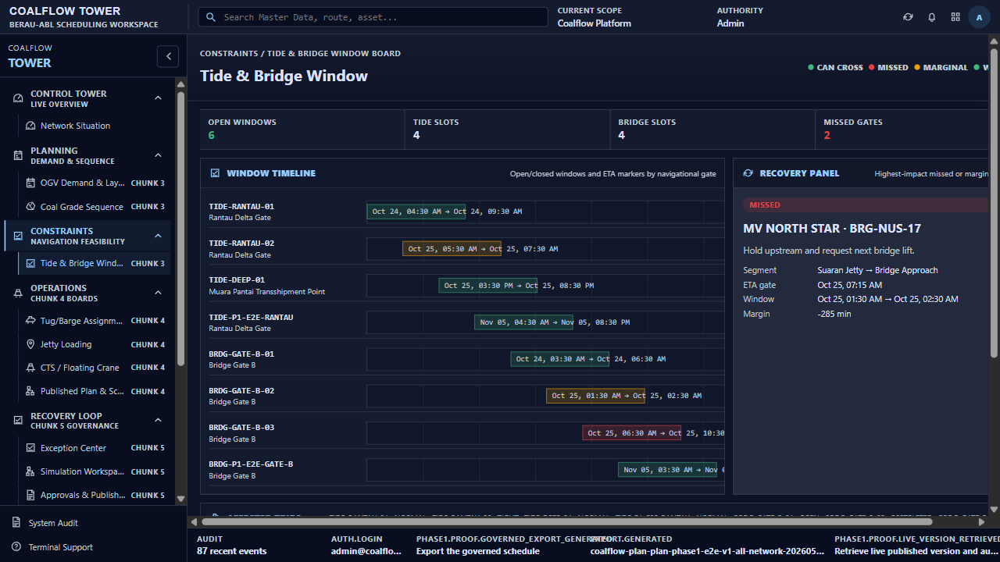 COALFLOW TOWER
BERAU-ABL SCHEDULING WORKSPACE
Search Master Data, route, asset...
CURRENT SCOPE
Coalflow Platform
AUTHORITY
Admin
A
COALFLOW
TOWER
CONTROL TOWER
LIVE OVERVIEW
Network Situation
PLANNING
DEMAND & SEQUENCE
OGV Demand & Lay... CHUNK 3
Coal Grade Sequence CHUNK 3
CONSTRAINTS
NAVIGATION FEASIBILITY
Tide & Bridge Wind... CHUNK 3
OPERATIONS
CHUNK 4 BOARDS
Tug/Barge Assignm... CHUNK 4
Jetty Loading CHUNK 4
CTS / Floating Crane CHUNK 4
Published Plan & Sc... CHUNK 4
RECOVERY LOOP
CHUNK 5 GOVERNANCE
Exception Center CHUNK 5
Simulation Workspa... CHUNK 5
Approvals & Publish... CHUNK 5
System Audit
Terminal Support
CONSTRAINTS / TIDE & BRIDGE WINDOW BOARD
Tide & Bridge Window
CAN CROSS MISSED MARGINAL W
OPEN WINDOWS
6
TIDE SLOTS
4
BRIDGE SLOTS
4
MISSED GATES
2
WINDOW TIMELINE
Open/closed windows and ETA markers by navigational gate
TIDE-RANTAU-01
Rantau Delta Gate
Oct 24, 04:30 AM → Oct 24, 09:30 AM
TIDE-RANTAU-02
Rantau Delta Gate
Oct 25, 05:30 AM → Oct 25, 07:30 AM
TIDE-DEEP-01
Muara Pantai Transshipment Point
Oct 25, 03:30 PM → Oct 25, 08:30 PM
TIDE-P1-E2E-RANTAU
Rantau Delta Gate
Nov 05, 04:30 AM → Nov 05, 08:30 PM
BRDG-GATE-B-01
Bridge Gate B
Oct 24, 03:30 AM → Oct 24, 06:30 AM
BRDG-GATE-B-02
Bridge Gate B
Oct 25, 01:30 AM → Oct 25, 02:30 AM
BRDG-GATE-B-03
Bridge Gate B
Oct 25, 06:30 AM → Oct 25, 10:30
BRDG-P1-E2E-GATE-B
Bridge Gate B
Nov 05, 03:30 AM → Nov
RECOVERY PANEL
Highest-impact missed or margin
MISSED
MV NORTH STAR · BRG-NUS-17
Hold upstream and request next bridge lift.
Segment Suaran Jetty → Bridge Approach
ETA gate Oct 25, 07:15 AM
Window Oct 25, 01:30 AM → Oct 25, 02:30 AM
Margin -285 min
AUDIT
87 recent events
AUTH.LOGIN
admin@coalflo...
PHASE1.PROOF.GOVERNED_EXPORT_GENERATED
Export the governed schedule
EXPORT.GENERATED
coalflow-plan-plan-phase1-e2e-v1-all-network-202605...
PHASE1.PROOF.LIVE_VERSION_RETRIEVED
Retrieve live published version and au...